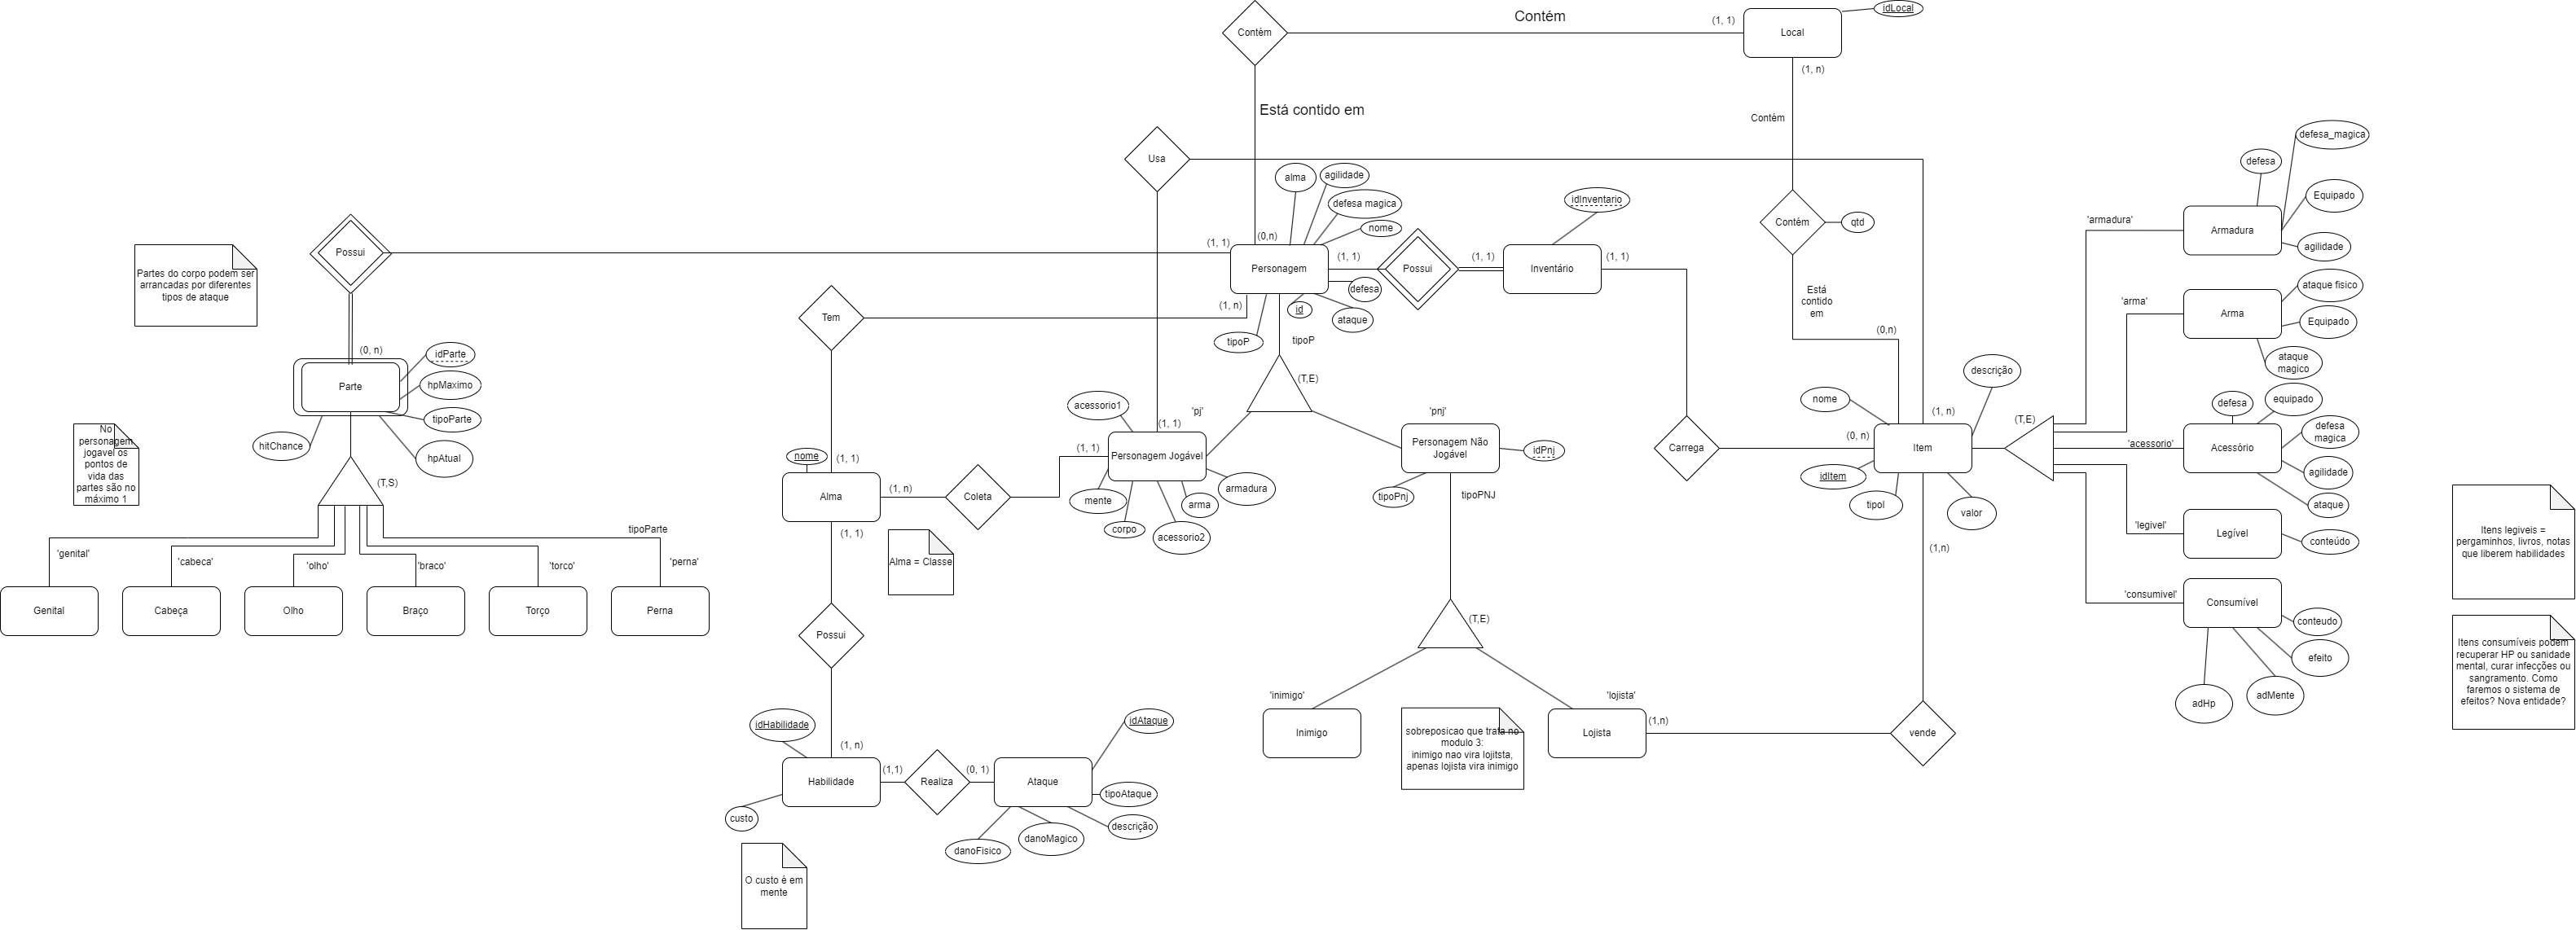 Contém
Contém
(1, 1)
Local
idLocal
(1, n)
Está contido em
Contém
Usa
alma
agilidade
defesa magica
nome
idInventario
Contém
qtd
defesa_magica
defesa
Equipado
'armadura'
Armadura
agilidade
Possui
(1, 1)
(0,n)
Personagem
(1, 1)
Possui
(1, 1)
Inventário
(1, 1)
Partes do corpo podem ser
arrancadas por diferentes
tipos de ataque
defesa
(1, n)
id
ataque
tipoP
tipoP
Tem
Está
contido
em
(0,n)
'arma'
Arma
ataque fisico
Equipado
ataque
magico
(0, n)
Parte
idParte
hpMaximo
tipoParte
hitChance
hpAtual
(T,E)
descrição
nome
(1, n)
(0, n)
Item
idItem
tipoI
valor
(T,E)
defesa
equipado
defesa
magica
'acessorio'
Acessório
agilidade
ataque
No
personagem
jogavel os
pontos de
vida das
partes são no
máximo 1
acessorio1
'pj'
(1, 1)
(1, 1)
Personagem Jogável
mente
corpo
acessorio2
arma
armadura
'pnj'
Personagem Não
Jogável
idPnj
tipoPnj
tipoPNJ
Carrega
nome
(1, 1)
Alma
(1, n)
Coleta
(1, 1)
(T,S)
'legivel'
Legível
conteúdo
Itens legiveis =
pergaminhos, livros, notas
que liberem habilidades
tipoParte
'genital'
'cabeca'
'olho'
'braco'
'torco'
'perna'
Alma = Classe
(1,n)
'consumivel'
Consumível
conteudo
efeito
adMente
adHp
Genital
Cabeça
Olho
Braço
Torço
Perna
Possui
(T,E)
Itens consumíveis podem
recuperar HP ou sanidade
mental, curar infecções ou
sangramento. Como
faremos o sistema de
efeitos? Nova entidade?
'inimigo'
'lojista'
Inimigo
sobreposicao que trata no
modulo 3:
inimigo nao vira lojitsta,
apenas lojista vira inimigo
Lojista
(1,n)
vende
idHabilidade
(1, n)
Habilidade
(1,1)
Realiza
(0, 1)
Ataque
idAtaque
tipoAtaque
descrição
danoMagico
danoFisico
custo
O custo é em
mente